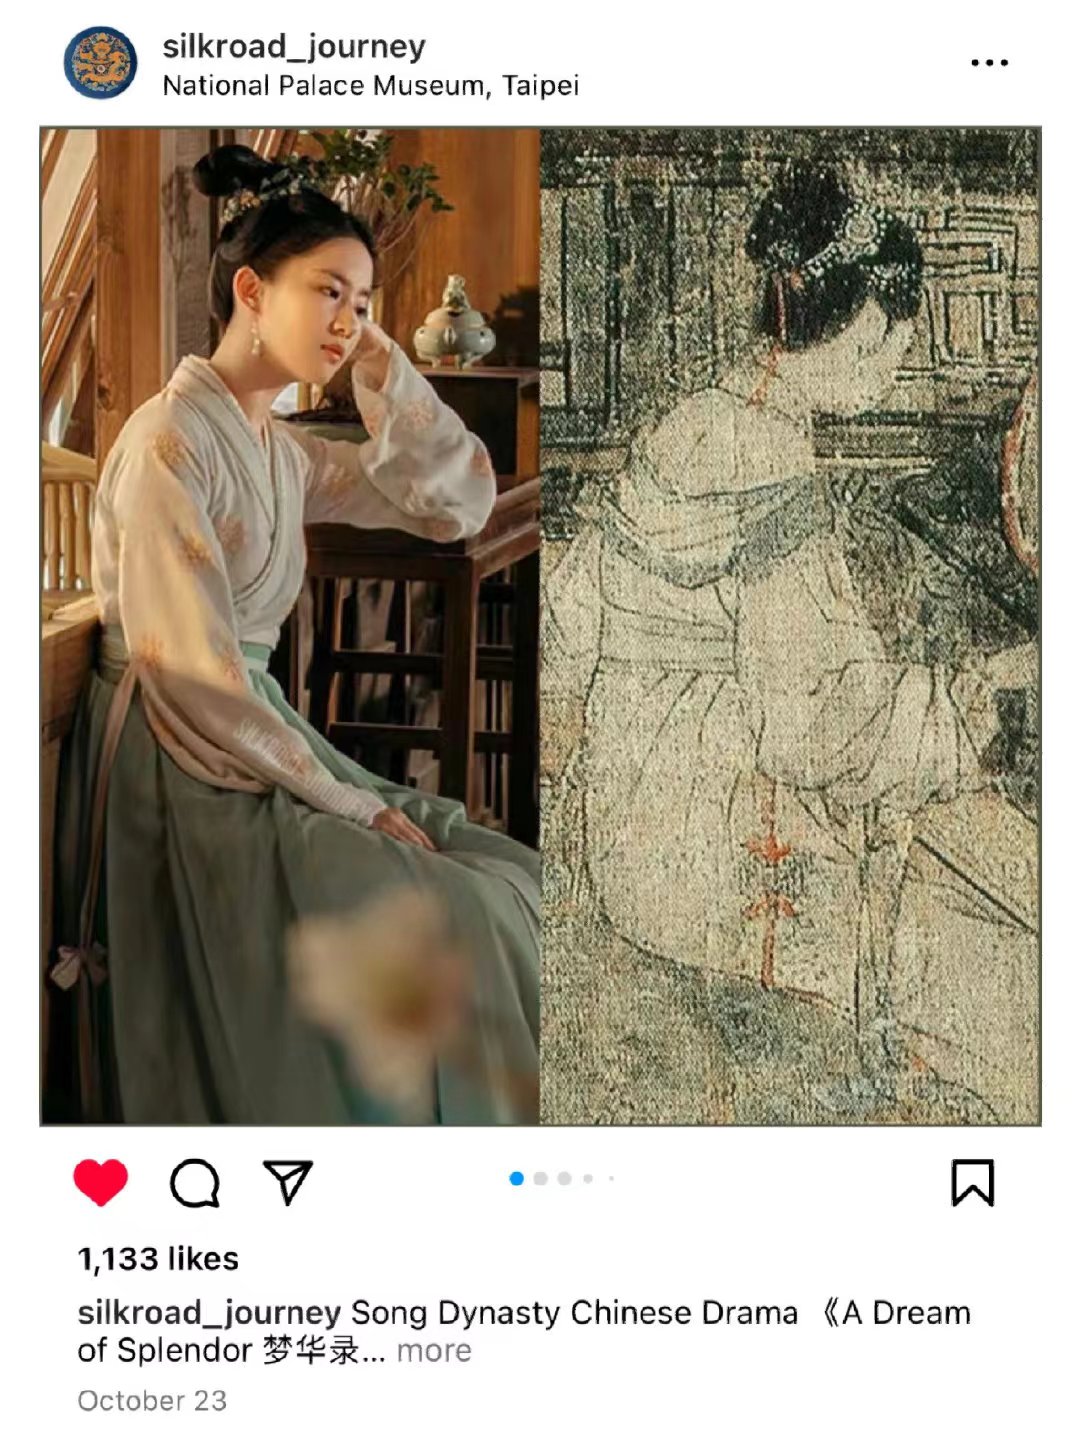 silkroad_journey
National Palace Museum, Taipei
1,133 likes
silkroad_journey Song Dynasty Chinese Drama 《A Dream
of Splendor 梦华录... more
October 23